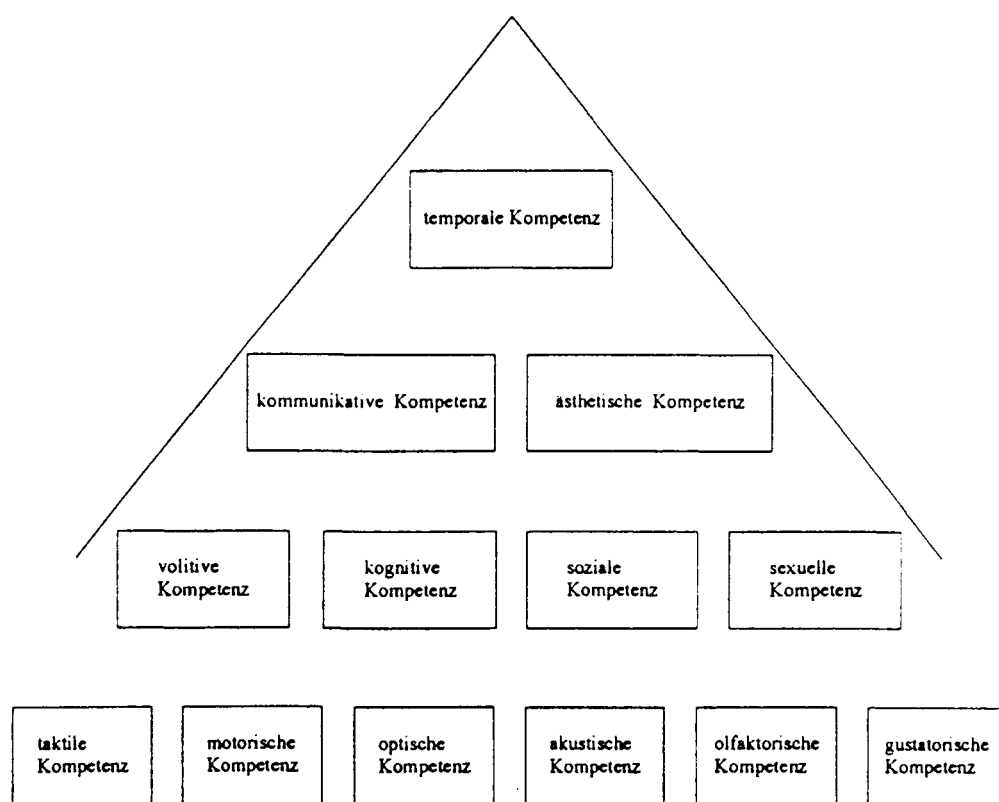 temporale Kompetenz
kommunikative Kompetenz
ästhetische Kompetenz
volitive
Kompetenz
kognitive
Kompetenz
soziale
Kompetenz
sexuelle
Kompetenz
taktile
Kompetenz
motorische
Kompetenz
optische
Kompetenz
akustische
Kompetenz
olfaktorische
Kompetenz
gustatorische
Kompetenz